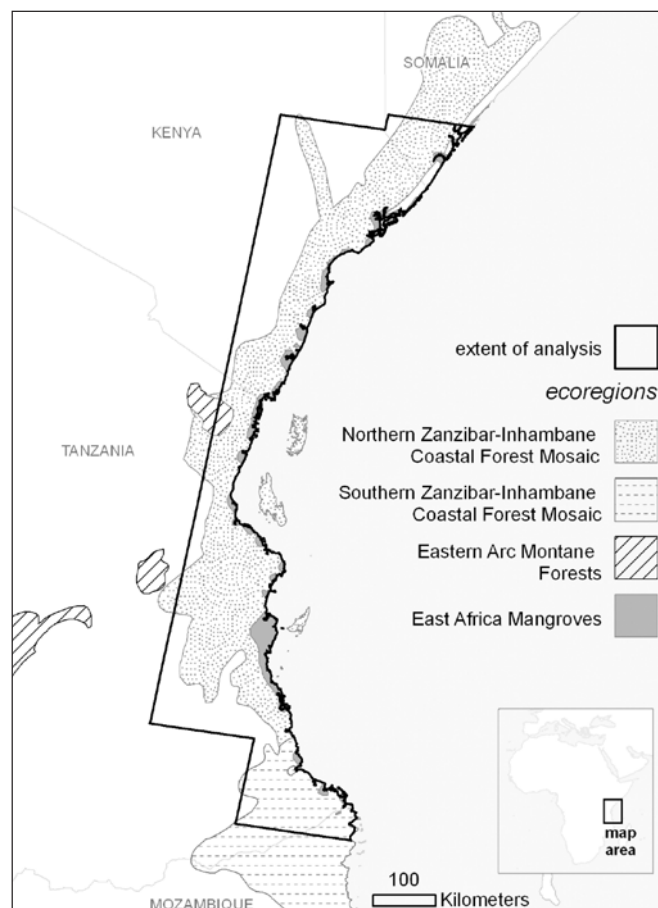 SOMALIA
KENYA
extent of analysis
ecoregions
TANZANIA
Northern Zanzibar-Inhambane
Coastal Forest Mosaic
Southern Zanzibar-Inhambane
Coastal Forest Mosaic
Eastern Arc Montane
Forests
East Africa Mangroves
map
area
100
Kilometers
MOZAMBIQUE